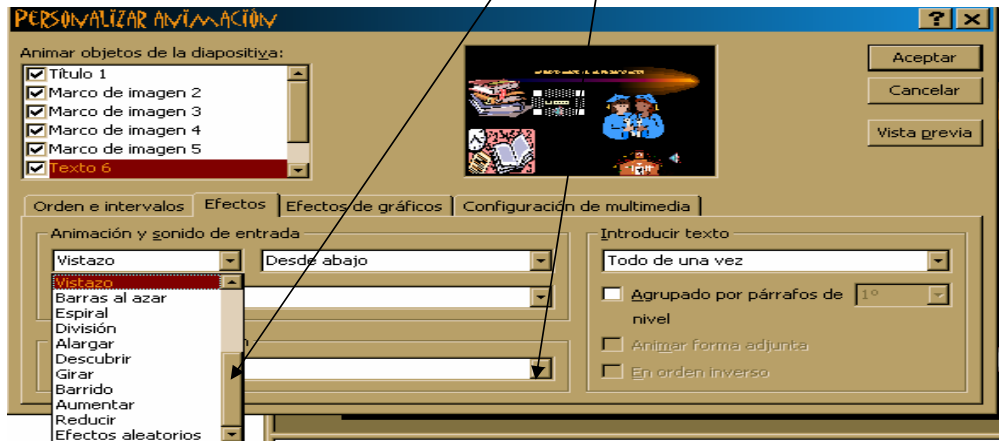 PERSONALIZAR ANIMACIÓN
Animar objetos de la diapositiva:
Título 1
Marco de imagen 2
Marco de imagen 3
Marco de imagen 4
Marco de imagen 5
Texto 6
Aceptar
Cancelar
Vista previa
Orden e intervalos Efectos Efectos de gráficos Configuración de multimedia
Animación y sonido de entrada
Vistazo Desde abajo
Vistazo
Barras al azar
Espiral
División
Alargar
Descubrir
Girar
Barrido
Aumentar
Reducir
Efectos aleatorios
Introducir texto
Todo de una vez
Agrupado por párrafos de 1º
nivel
Animar forma adjunta
En orden inverso